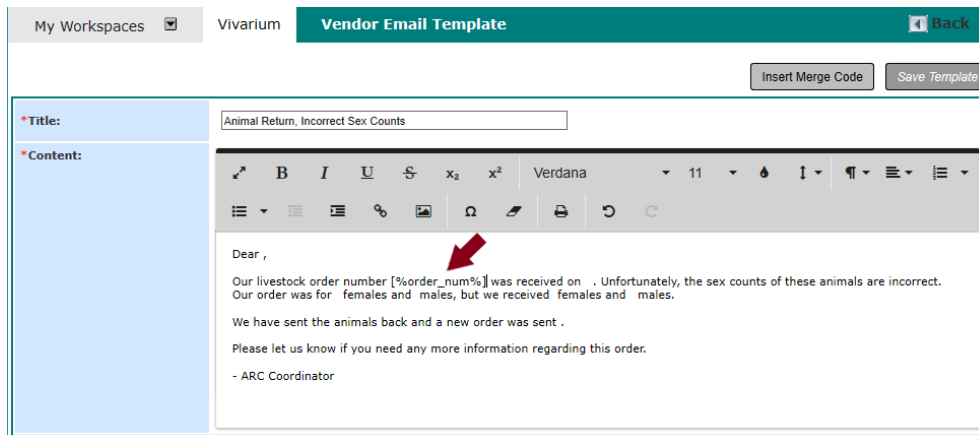 My Workspaces Vivarium Vendor Email Template Back
Insert Merge Code Save Template
*Title: Animal Return, Incorrect Sex Counts
*Content:
B I U S x₂ x² Verdana 11
Ω
Dear ,
Our livestock order number [%order_num%] was received on . Unfortunately, the sex counts of these animals are incorrect.
Our order was for females and males, but we received females and males.
We have sent the animals back and a new order was sent .
Please let us know if you need any more information regarding this order.
- ARC Coordinator